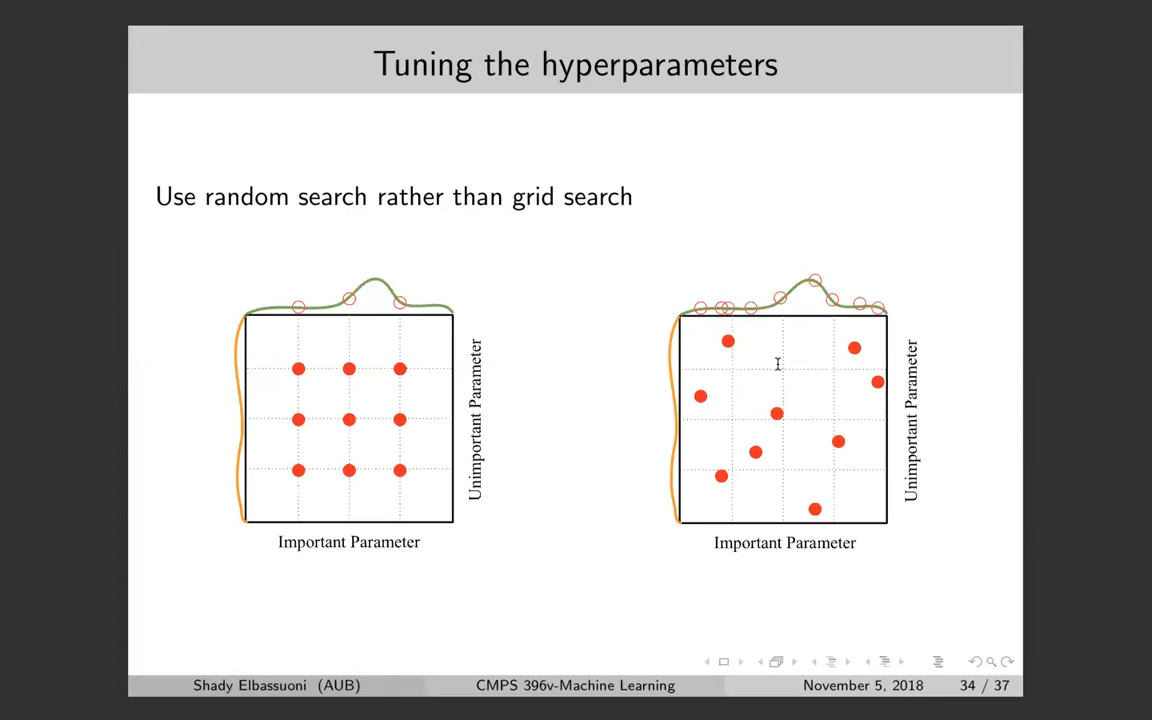 Tuning the hyperparameters
Use random search rather than grid search
Unimportant Parameter
Important Parameter
Unimportant Parameter
Important Parameter
Shady Elbassuoni (AUB) CMPS 396v-Machine Learning November 5, 2018 34 / 37